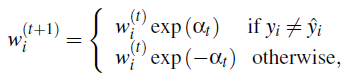 w_i^{(t+1)} = { w_i^{(t)} exp (α_t) if y_i ≠ ŷ_i
w_i^{(t)} exp (−α_t) otherwise,